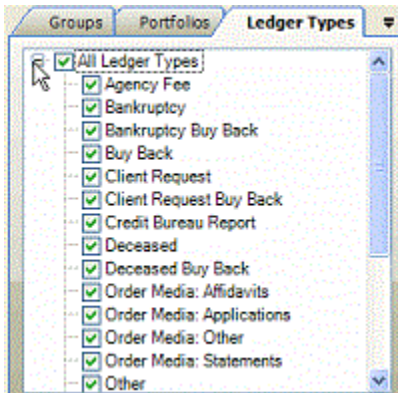 Groups Portfolios Ledger Types
All Ledger Types
Agency Fee
Bankruptcy
Bankruptcy Buy Back
Buy Back
Client Request
Client Request Buy Back
Credit Bureau Report
Deceased
Deceased Buy Back
Order Media: Affidavits
Order Media: Applications
Order Media: Other
Order Media: Statements
Other